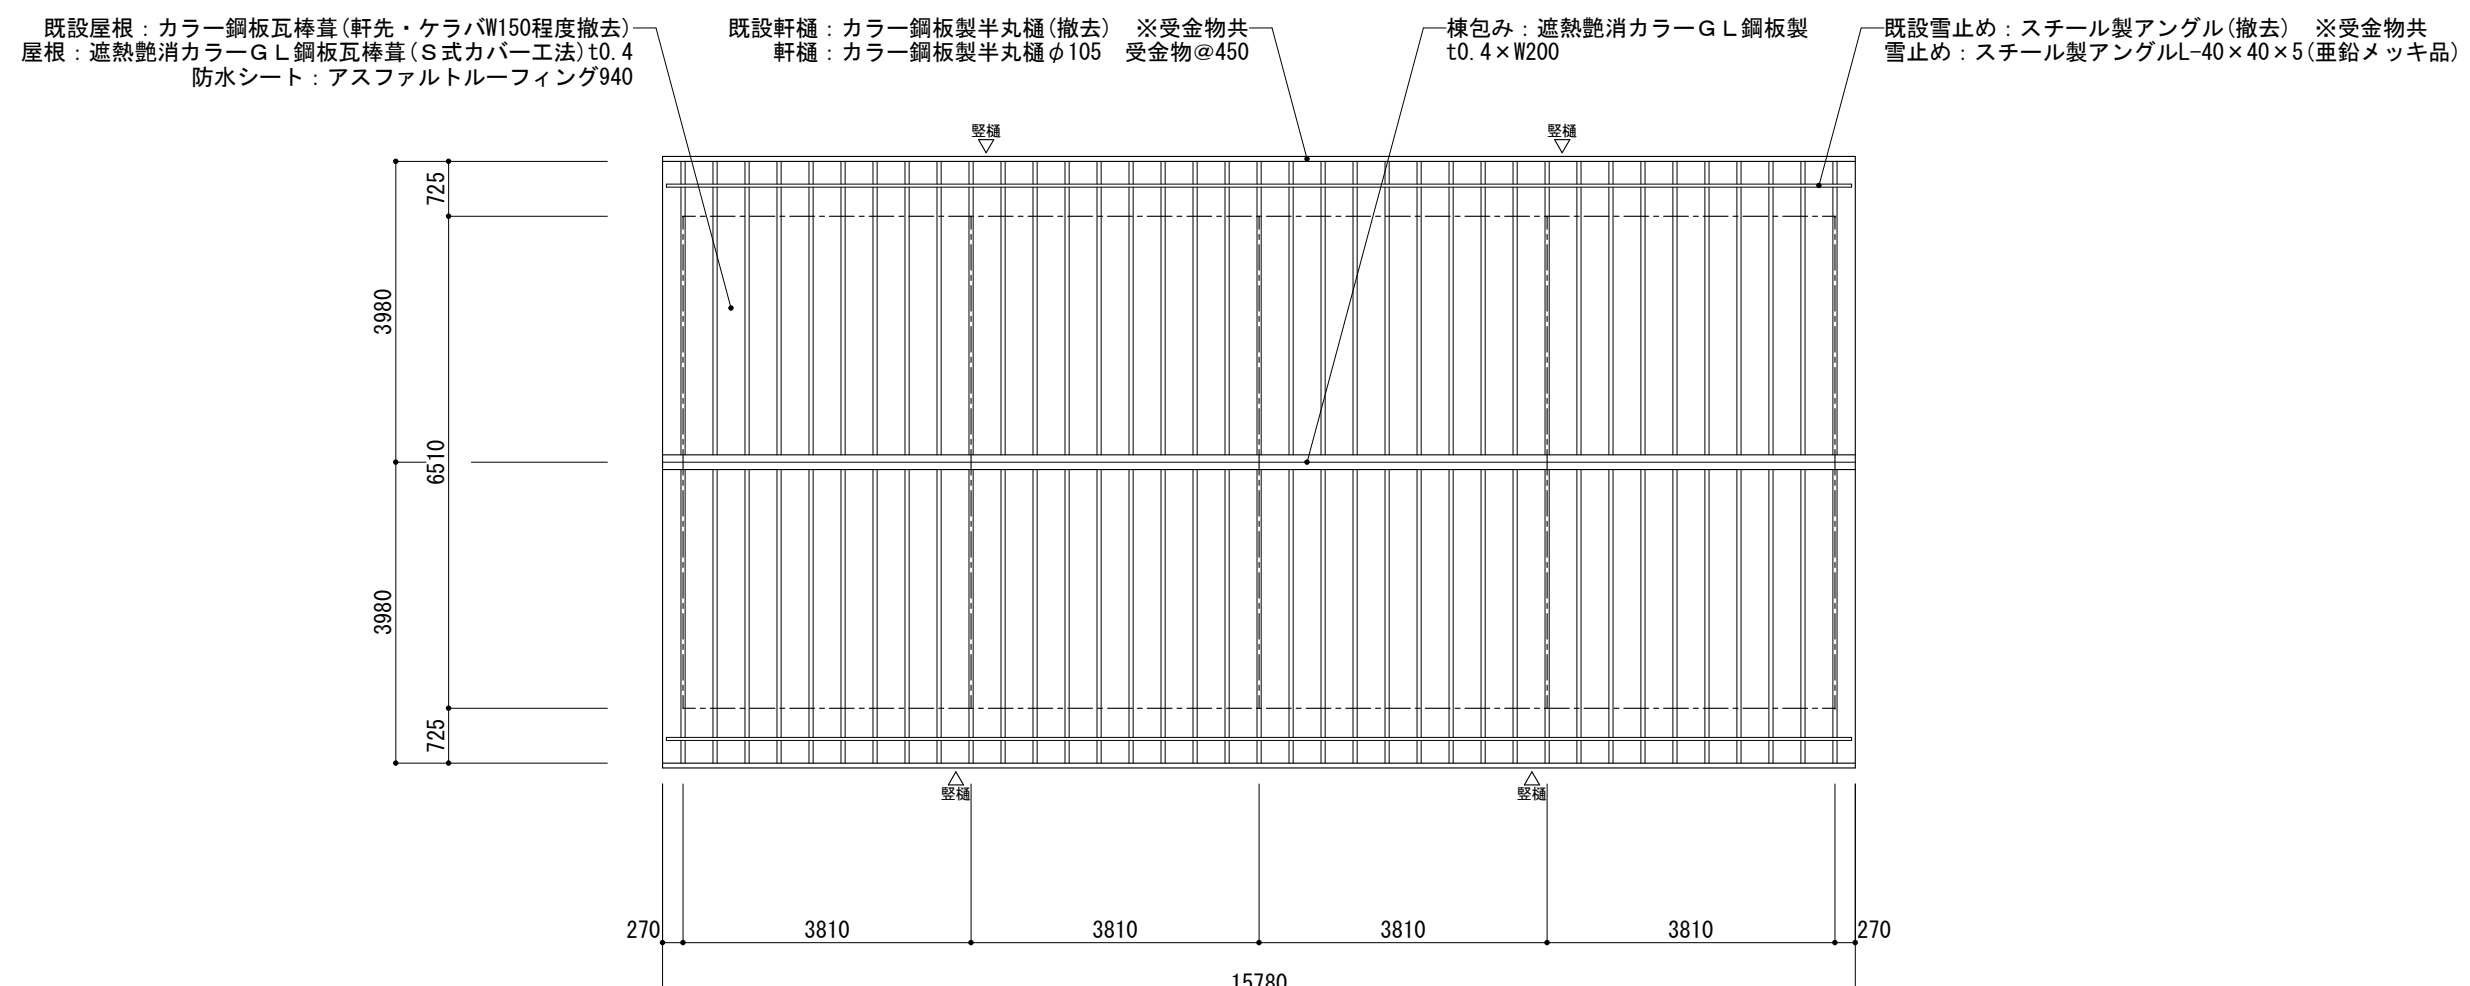 既設屋根：カラー鋼板瓦棒葺(軒先・ケラバW150程度撤去)
屋根：遮熱艶消カラーＧＬ鋼板瓦棒葺(Ｓ式カバー工法)t0.4
防水シート：アスファルトルーフィング940
既設軒樋：カラー鋼板製半丸樋(撤去)　※受金物共
軒樋：カラー鋼板製半丸樋φ105　受金物@450
棟包み：遮熱艶消カラーＧＬ鋼板製
t0.4×W200
既設雪止め：スチール製アングル(撤去)　※受金物共
雪止め：スチール製アングルL-40×40×5(亜鉛メッキ品)
竪樋
竪樋
725
3980
6510
3980
725
竪樋
竪樋
270
3810
3810
3810
3810
270
15780